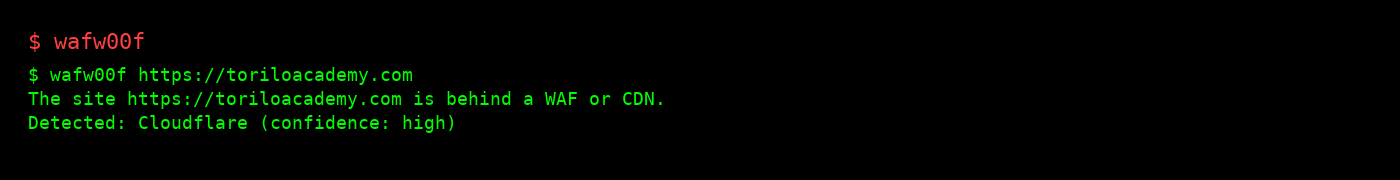 $ wafw00f
$ wafw00f https://toriloacademy.com
The site https://toriloacademy.com is behind a WAF or CDN.
Detected: Cloudflare (confidence: high)